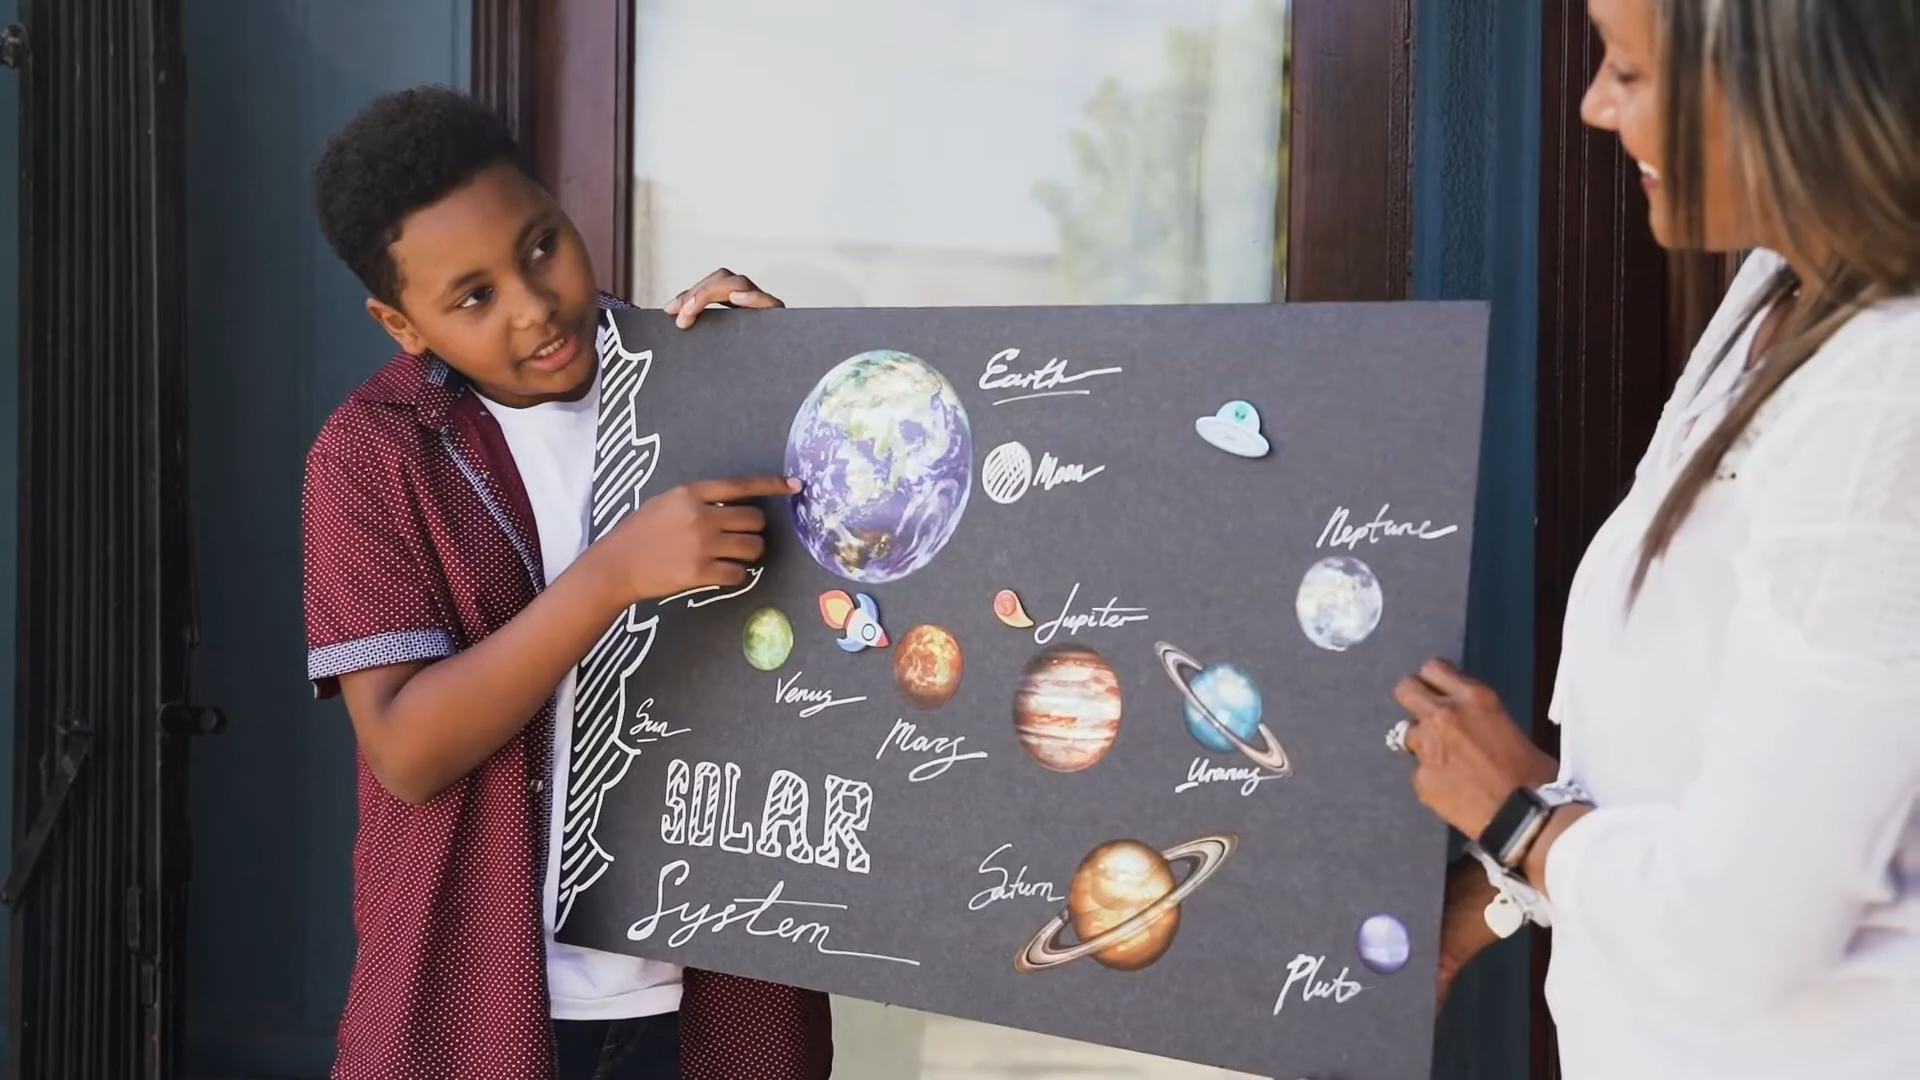 Earth
Moon
Neptune
Jupiter
Venus
Sun
Mars
Uranus
SOLAR
System
Saturn
Pluto